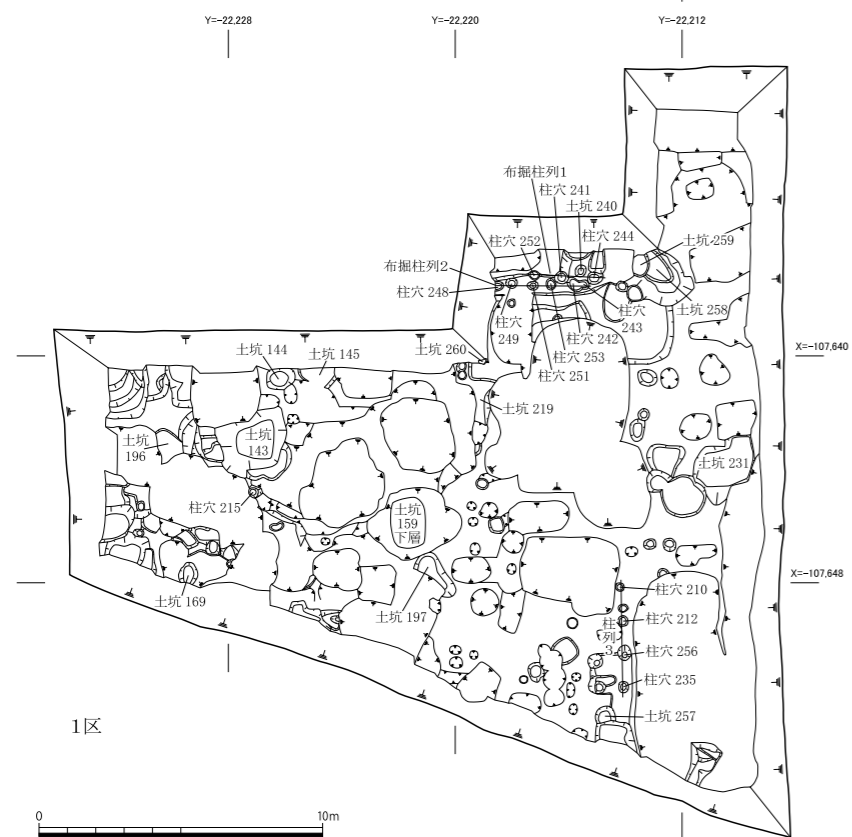 Y=-22,228
Y=-22,220
Y=-22,212
布掘柱列1
柱穴 241
土坑 240
柱穴 252
柱穴 244
土坑 259
布掘柱列2
柱穴 248
柱穴
249
柱穴
243
土坑 258
柱穴 242
柱穴 253
柱穴 251
X=-107,640
土坑 144
土坑 145
土坑 260
土坑 219
土坑
196
土坑
143
土坑 231
柱穴 215
土坑
159
下層
X=-107,648
土坑 169
土坑 197
柱穴 210
柱穴 212
柱
列
3
柱穴 256
柱穴 235
土坑 257
1区
0
10m